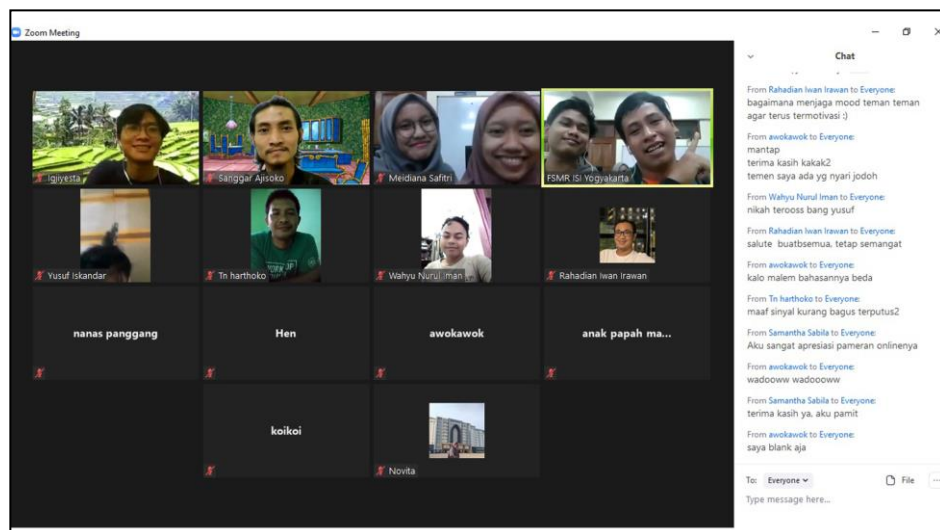 Zoom Meeting
Chat
Igiiyesta
Sanggar Ajisoko
Meidiana Safitri
FSMR ISI Yogyakarta
Yusuf Iskandar
Tn harthoko
Wahyu Nurul Iman
Rahadian Iwan Irawan
nanas panggang
Hen
awokawok
anak papah ma...
koikoi
Novita
From Rahadian Iwan Irawan to Everyone:
bagaimana menjaga mood teman teman
agar terus termotivasi :)
From awokawok to Everyone:
mantap
terima kasih kakak2
temen saya ada yg nyari jodoh
From Wahyu Nurul Iman to Everyone:
nikah terooss bang yusuf
From Rahadian Iwan Irawan to Everyone:
salute buatbsemua, tetap semangat
From awokawok to Everyone:
kalo malem bahasannya beda
From Tn harthoko to Everyone:
maaf sinyal kurang bagus terputus2
From Samantha Sabila to Everyone:
Aku sangat apresiasi pameran onlinenya
From awokawok to Everyone:
wadooww wadoooww
From Samantha Sabila to Everyone:
terima kasih ya, aku pamit
From awokawok to Everyone:
saya blank aja
To: Everyone
File
Type message here...